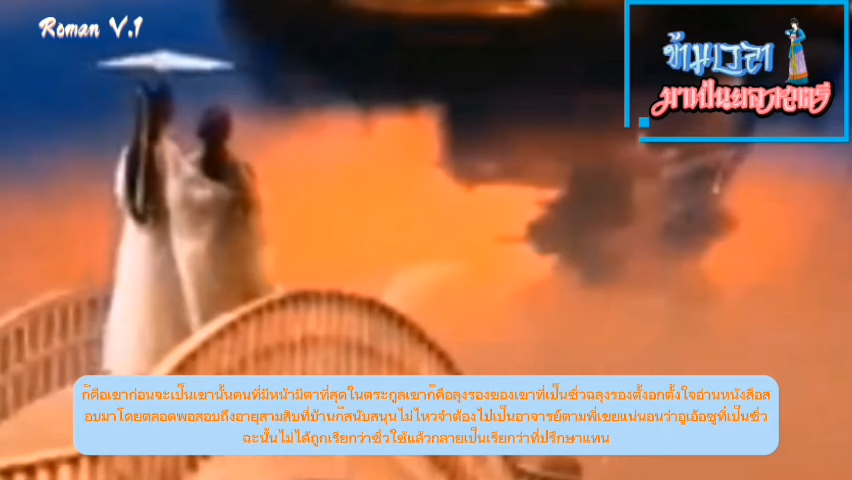 Roman V.1
ข้ามเวลา
มาเป็นยอดสตรี
ก็คือเขาก่อนจะเป็นเขานั้นคนที่มีหน้ามีตาที่สุดในตระกูลเขาก็คือลุงรองของเขาที่เป็นซิ่วฉลุงรองตั้งอกตั้งใจอ่านหนังสือส
อบมาโดยตลอดพอสอบถึงอายุสามสิบที่บ้านก็สนับสนุนไม่ไหวจำต้องไปเป็นอาจารย์ตามพี่เขยแน่นอนว่าอูเอ้อซูที่เป็นซิ่ว
ฉะนั้นไม่ได้ถูกเรียกว่าซิ่วใช้แล้วกลายเป็นเรียกว่าที่ปรึกษาแทน